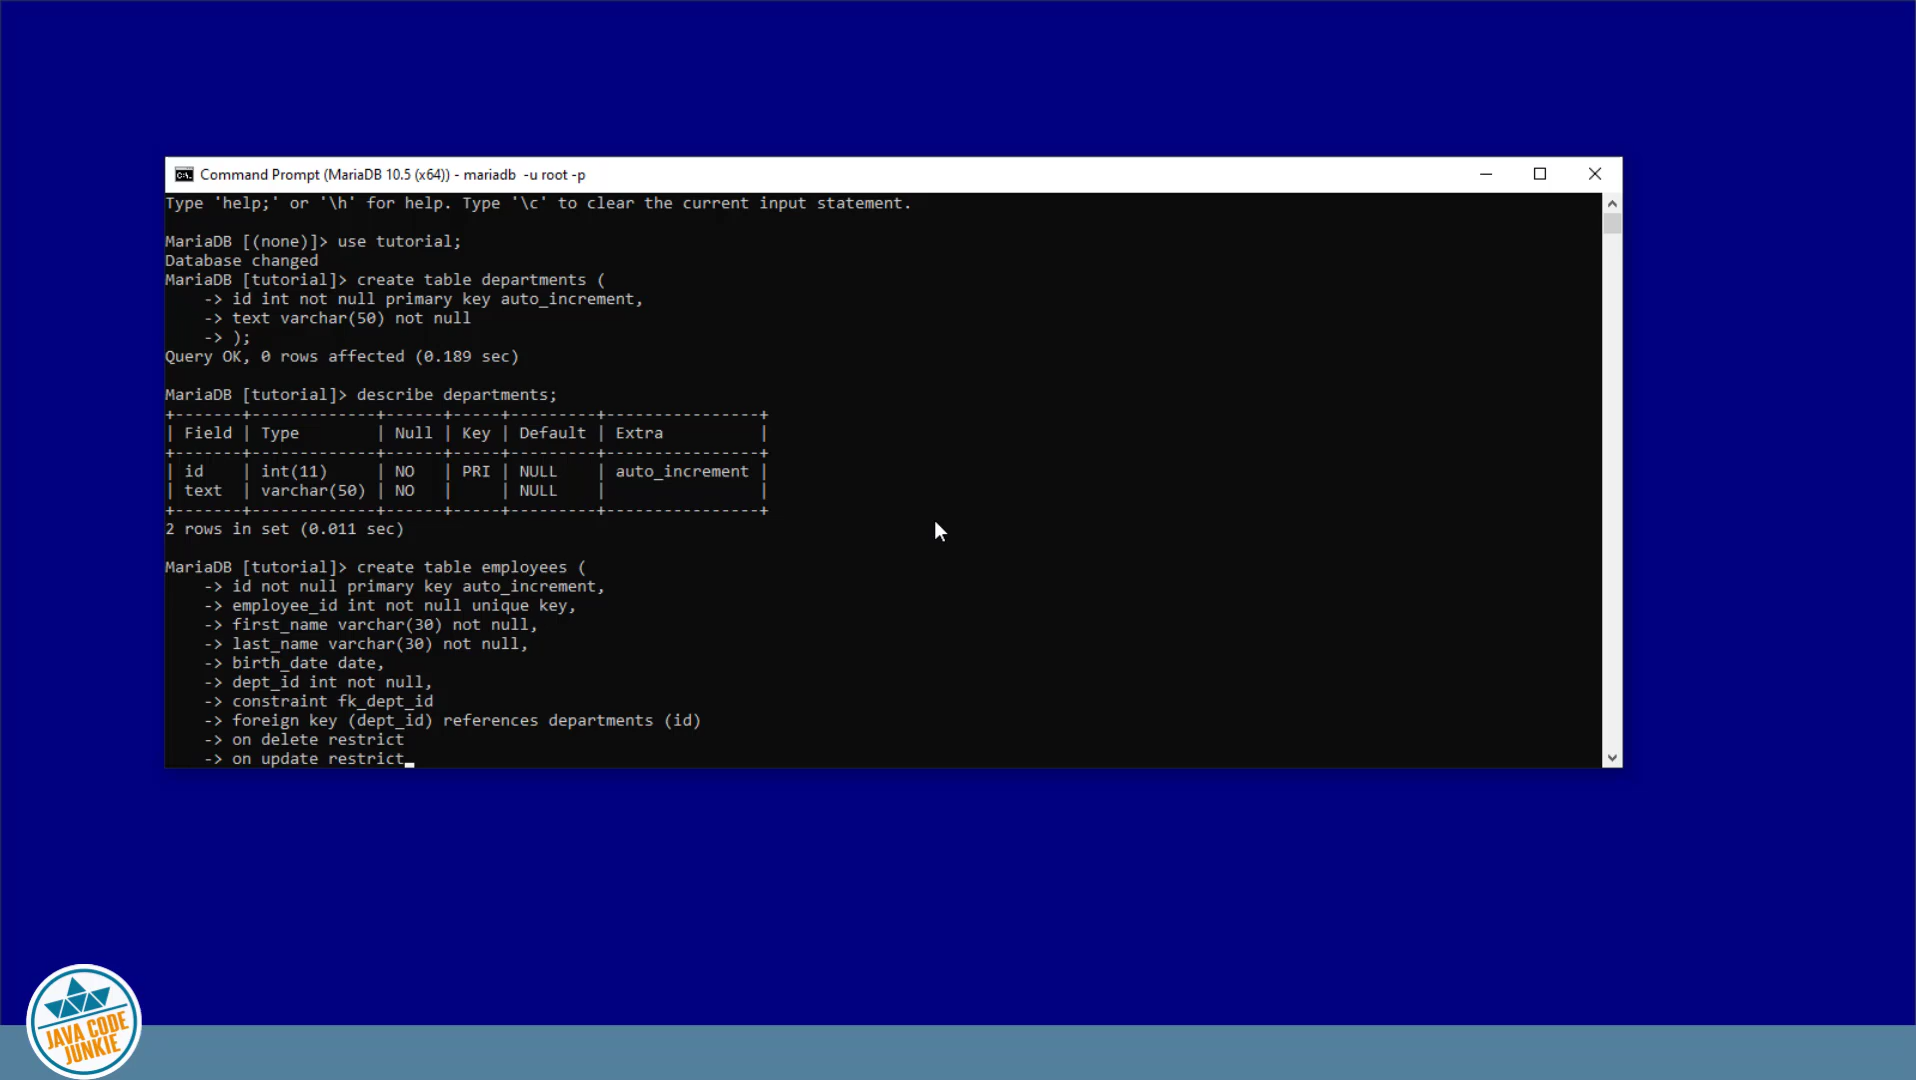 Command Prompt (MariaDB 10.5 (x64)) - mariadb  -u root -p
Type 'help;' or '\h' for help. Type '\c' to clear the current input statement.
MariaDB [(none)]> use tutorial;
Database changed
MariaDB [tutorial]> create table departments (
    -> id int not null primary key auto_increment,
    -> text varchar(50) not null
    -> );
Query OK, 0 rows affected (0.189 sec)
MariaDB [tutorial]> describe departments;
+-------+-------------+------+-----+---------+----------------+
| Field | Type        | Null | Key | Default | Extra          |
+-------+-------------+------+-----+---------+----------------+
| id    | int(11)     | NO   | PRI | NULL    | auto_increment |
| text  | varchar(50) | NO   |     | NULL    |                |
+-------+-------------+------+-----+---------+----------------+
2 rows in set (0.011 sec)
MariaDB [tutorial]> create table employees (
    -> id not null primary key auto_increment,
    -> employee_id int not null unique key,
    -> first_name varchar(30) not null,
    -> last_name varchar(30) not null,
    -> birth_date date,
    -> dept_id int not null,
    -> constraint fk_dept_id
    -> foreign key (dept_id) references departments (id)
    -> on delete restrict
    -> on update restrict_
JAVA CODE
JUNKIE